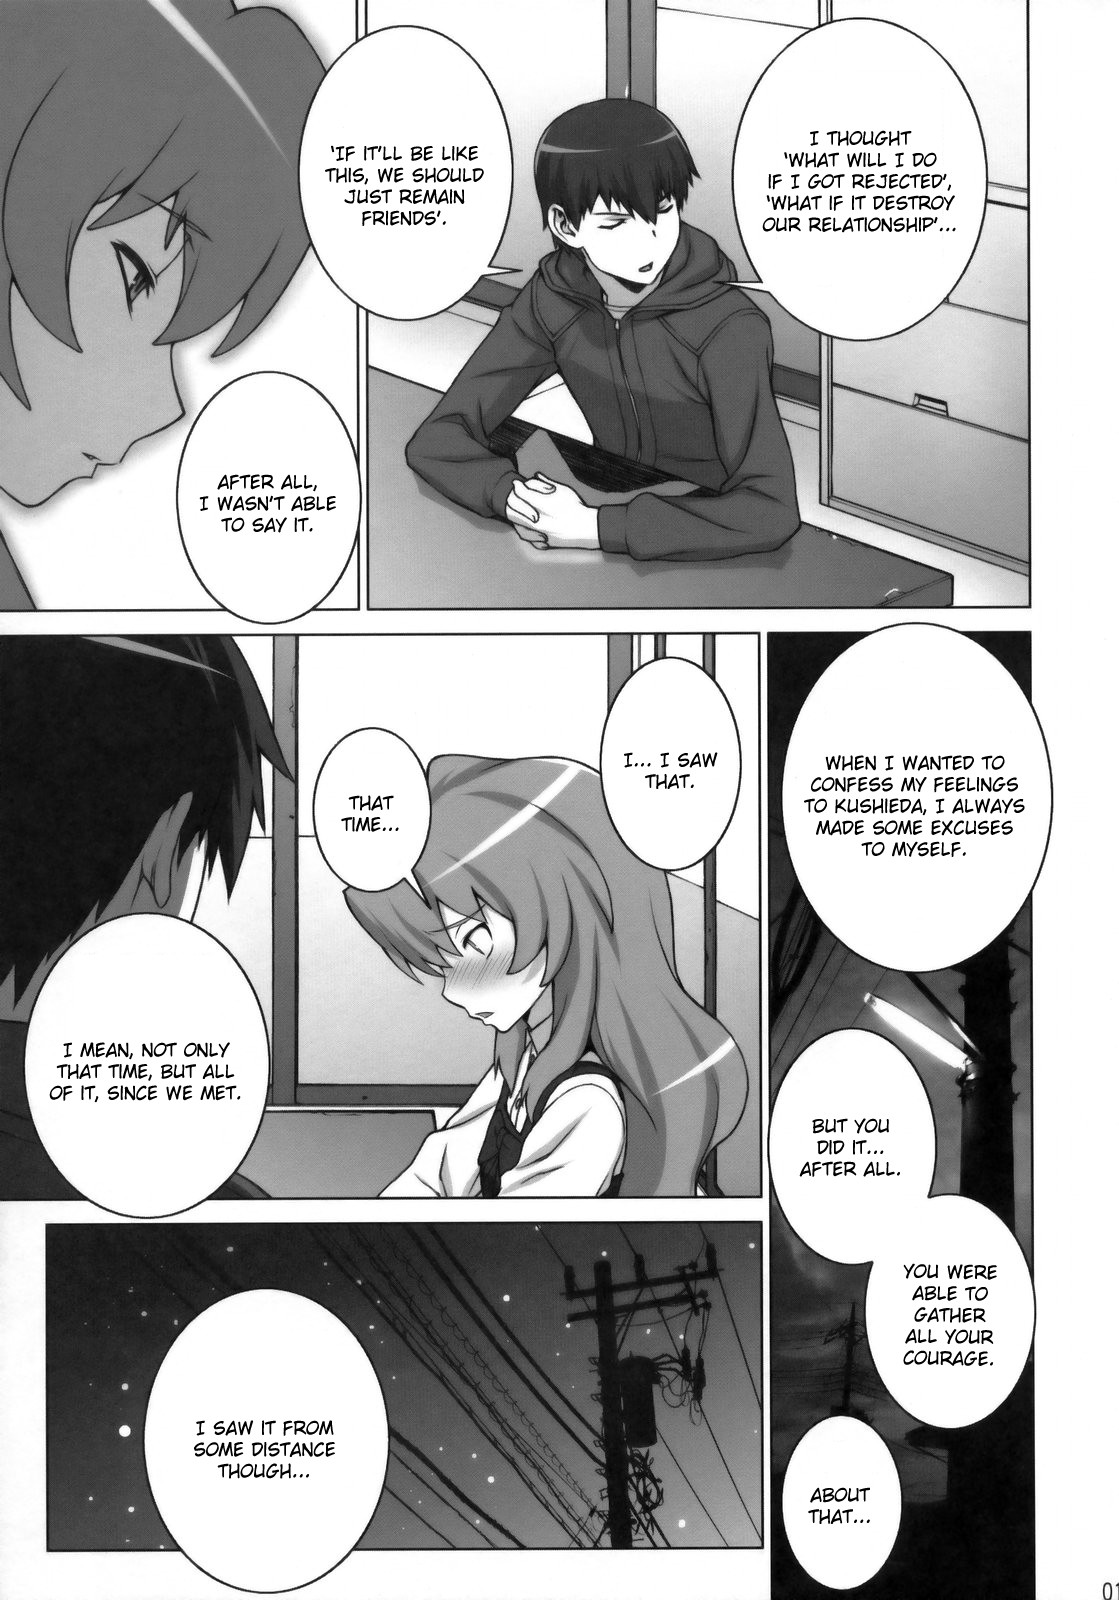 I THOUGHT
'WHAT WILL I DO
IF I GOT REJECTED',
'WHAT IF IT DESTROY
OUR RELATIONSHIP'...
'IF IT'LL BE LIKE
THIS, WE SHOULD
JUST REMAIN
FRIENDS'.
AFTER ALL,
I WASN'T ABLE
TO SAY IT.
WHEN I WANTED TO
CONFESS MY FEELINGS
TO KUSHIEDA, I ALWAYS
MADE SOME EXCUSES
TO MYSELF.
BUT YOU
DID IT...
AFTER ALL.
YOU WERE
ABLE TO
GATHER
ALL YOUR
COURAGE.
ABOUT
THAT...
I... I SAW
THAT.
THAT
TIME...
I MEAN, NOT ONLY
THAT TIME, BUT ALL
OF IT, SINCE WE MET.
I SAW IT FROM
SOME DISTANCE
THOUGH...
01